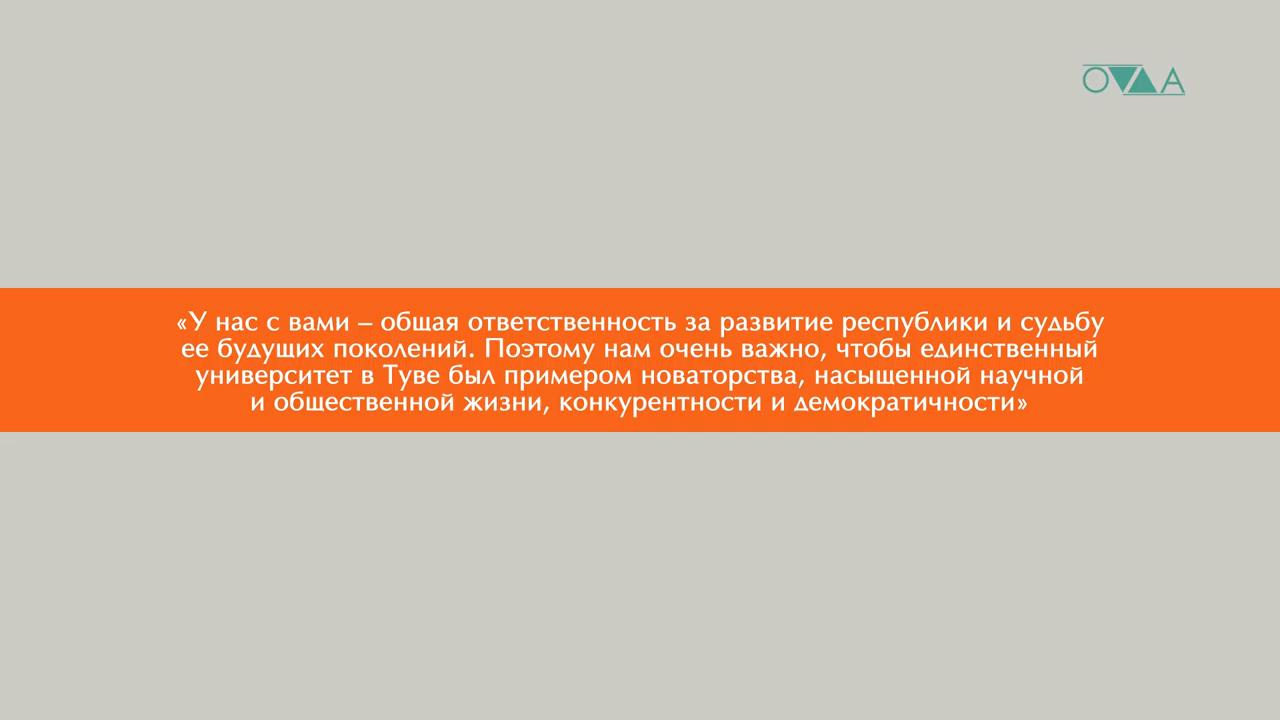 «У нас с вами – общая ответственность за развитие республики и судьбу
ее будущих поколений. Поэтому нам очень важно, чтобы единственный
университет в Туве был примером новаторства, насыщенной научной
и общественной жизни, конкурентности и демократичности»